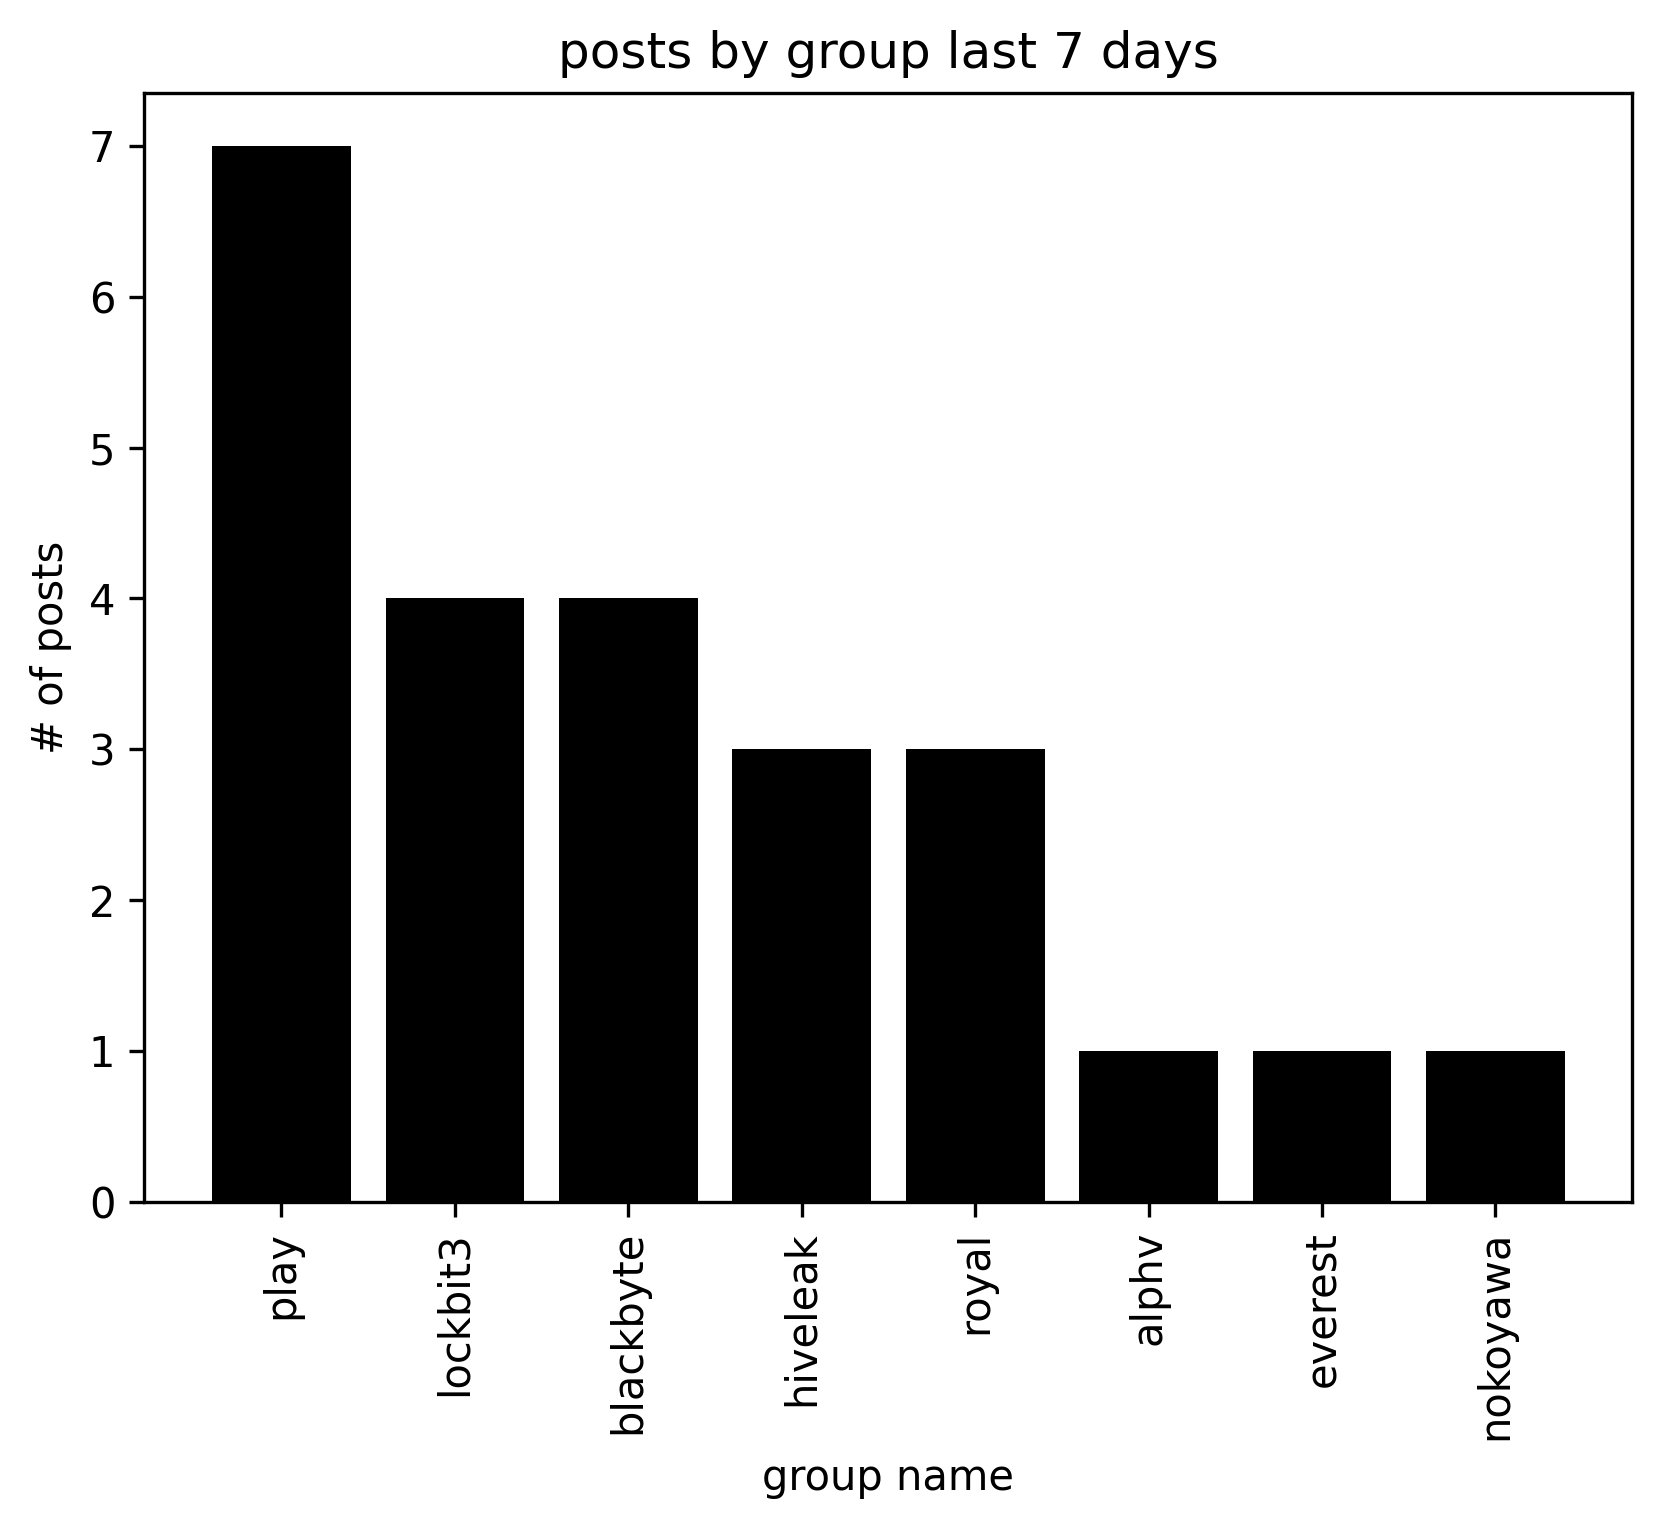 posts by group last 7 days
7
6
5
4
3
2
1
0
# of posts
play
lockbit3
blackbyte
hiveleak
royal
alphv
everest
nokoyawa
group name